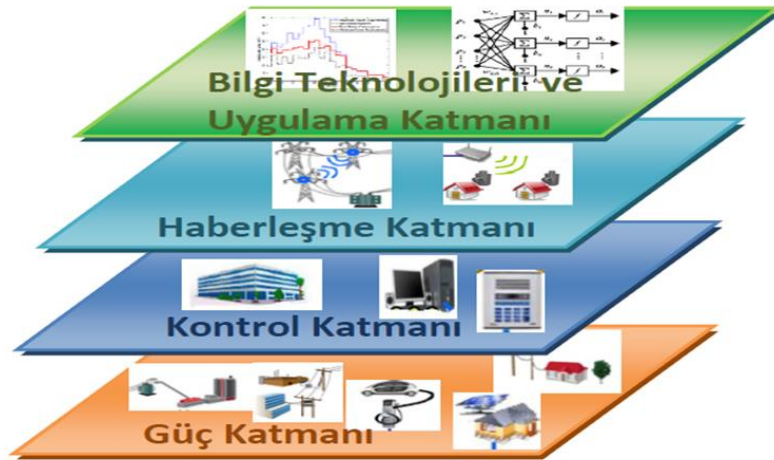 Bilgi Teknolojileri ve
Uygulama Katmanı
Haberleşme Katmanı
Kontrol Katmanı
Güç Katmanı